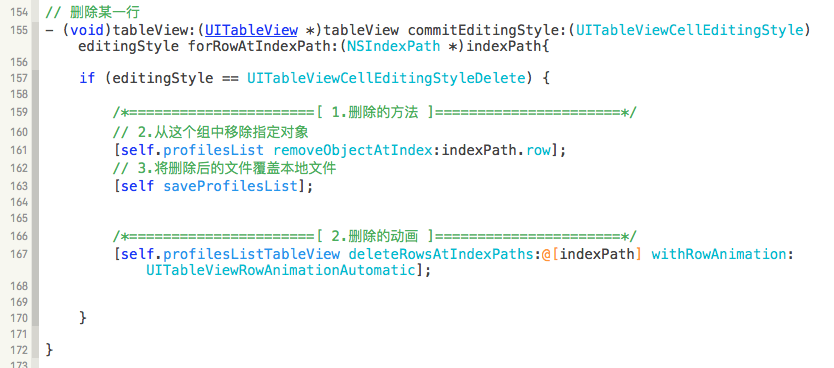 154 // 删除某一行
155 - (void)tableView:(UITableView *)tableView commitEditingStyle:(UITableViewCellEditingStyle)
editingStyle forRowAtIndexPath:(NSIndexPath *)indexPath{
156
157 if (editingStyle == UITableViewCellEditingStyleDelete) {
158
159 /*======================[ 1.删除的方法 ]======================*/
160 // 2.从这个组中移除指定对象
161 [self.profilesList removeObjectAtIndex:indexPath.row];
162 // 3.将删除后的文件覆盖本地文件
163 [self saveProfilesList];
164
165
166 /*======================[ 2.删除的动画 ]======================*/
167 [self.profilesListTableView deleteRowsAtIndexPaths:@[indexPath] withRowAnimation:
UITableViewRowAnimationAutomatic];
168
169
170 }
171
172 }
173